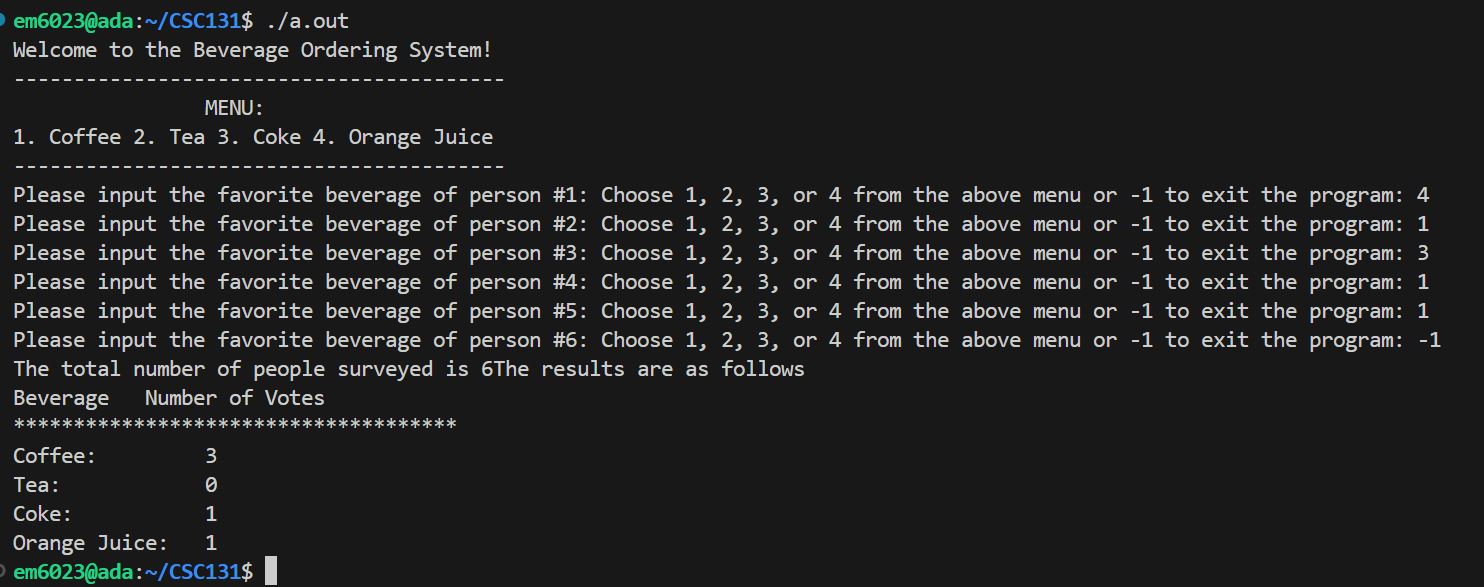 em6023@ada:~/CSC131$ ./a.out
Welcome to the Beverage Ordering System!
-----------------------------------------
                MENU:
1. Coffee 2. Tea 3. Coke 4. Orange Juice
-----------------------------------------
Please input the favorite beverage of person #1: Choose 1, 2, 3, or 4 from the above menu or -1 to exit the program: 4
Please input the favorite beverage of person #2: Choose 1, 2, 3, or 4 from the above menu or -1 to exit the program: 1
Please input the favorite beverage of person #3: Choose 1, 2, 3, or 4 from the above menu or -1 to exit the program: 3
Please input the favorite beverage of person #4: Choose 1, 2, 3, or 4 from the above menu or -1 to exit the program: 1
Please input the favorite beverage of person #5: Choose 1, 2, 3, or 4 from the above menu or -1 to exit the program: 1
Please input the favorite beverage of person #6: Choose 1, 2, 3, or 4 from the above menu or -1 to exit the program: -1
The total number of people surveyed is 6The results are as follows
Beverage   Number of Votes
*************************************
Coffee:         3
Tea:            0
Coke:           1
Orange Juice:   1
em6023@ada:~/CSC131$